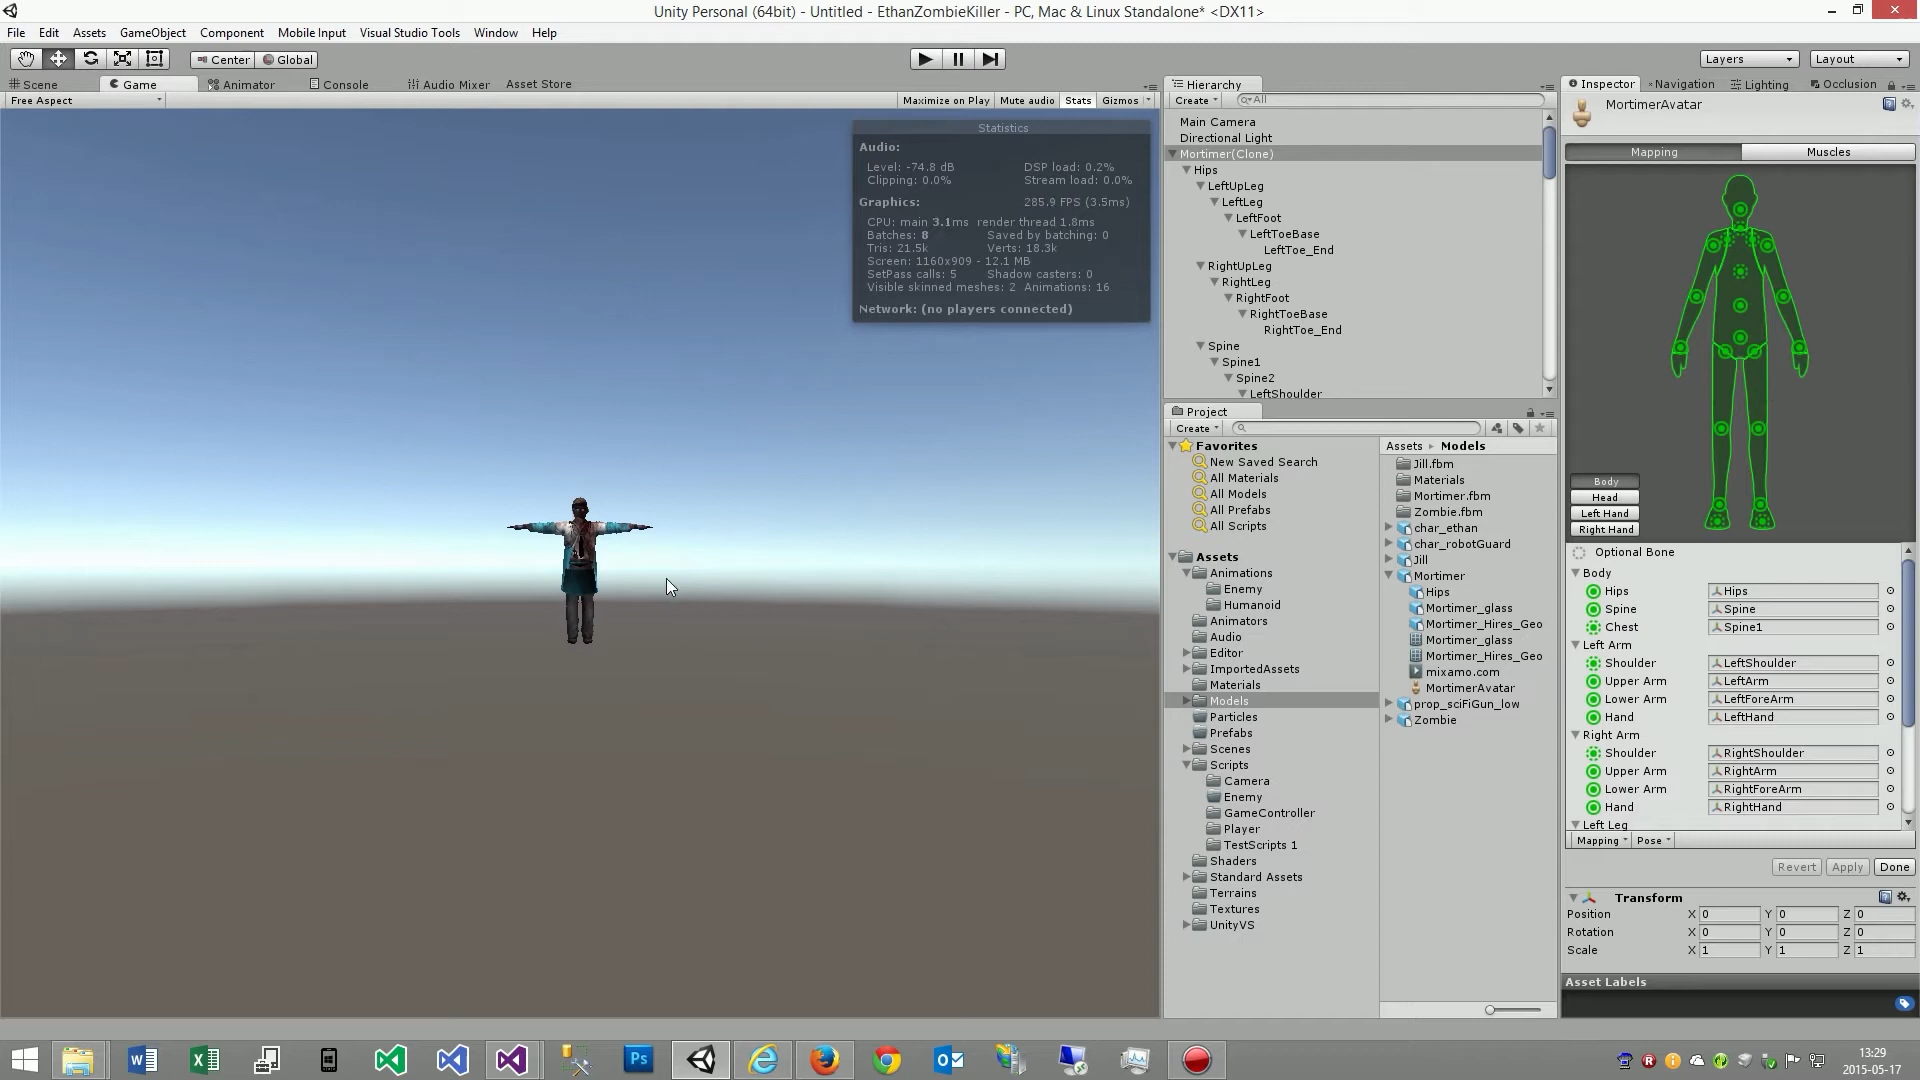 Unity Personal (64bit) - Untitled - EthanZombieKiller - PC, Mac & Linux Standalone* <DX11>
File Edit Assets GameObject Component Mobile Input Visual Studio Tools Window Help
Center Global
Layers Layout
Scene Game Animator Console Audio Mixer Asset Store
Free Aspect
Maximize on Play Mute audio Stats Gizmos
Statistics
Audio:
Level: -74.8 dB DSP load: 0.2%
Clipping: 0.0% Stream load: 0.0%
Graphics: 285.9 FPS (3.5ms)
CPU: main 3.1ms render thread 1.8ms
Batches: 8 Saved by batching: 0
Tris: 21.5k Verts: 18.3k
Screen: 1160x909 - 12.1 MB
SetPass calls: 5 Shadow casters: 0
Visible skinned meshes: 2 Animations: 16
Network: (no players connected)
Hierarchy
Create All
Main Camera
Directional Light
Mortimer(Clone)
Hips
LeftUpLeg
LeftLeg
LeftFoot
LeftToeBase
LeftToe_End
RightUpLeg
RightLeg
RightFoot
RightToeBase
RightToe_End
Spine
Spine1
Spine2
LeftShoulder
Project
Create
Favorites
New Saved Search
All Materials
All Models
All Prefabs
All Scripts
Assets
Animations
Enemy
Humanoid
Animators
Audio
Editor
ImportedAssets
Materials
Models
Particles
Prefabs
Scenes
Scripts
Camera
Enemy
GameController
Player
TestScripts 1
Shaders
Standard Assets
Terrains
Textures
UnityVS
Assets Models
Jill.fbm
Materials
Mortimer.fbm
Zombie.fbm
char_ethan
char_robotGuard
Jill
Mortimer
Hips
Mortimer_glass
Mortimer_Hires_Geo
Mortimer_glass
Mortimer_Hires_Geo
mixamo.com
MortimerAvatar
prop_sciFiGun_low
Zombie
Inspector Navigation Lighting Occlusion
MortimerAvatar
Mapping Muscles
Body
Head
Left Hand
Right Hand
Optional Bone
Body
Hips Hips
Spine Spine
Chest Spine1
Left Arm
Shoulder LeftShoulder
Upper Arm LeftArm
Lower Arm LeftForeArm
Hand LeftHand
Right Arm
Shoulder RightShoulder
Upper Arm RightArm
Lower Arm RightForeArm
Hand RightHand
Left Leg
Mapping Pose
Revert Apply Done
Transform
Position X 0 Y 0 Z 0
Rotation X 0 Y 0 Z 0
Scale X 1 Y 1 Z 1
Asset Labels
Ps
13:29
2015-05-17